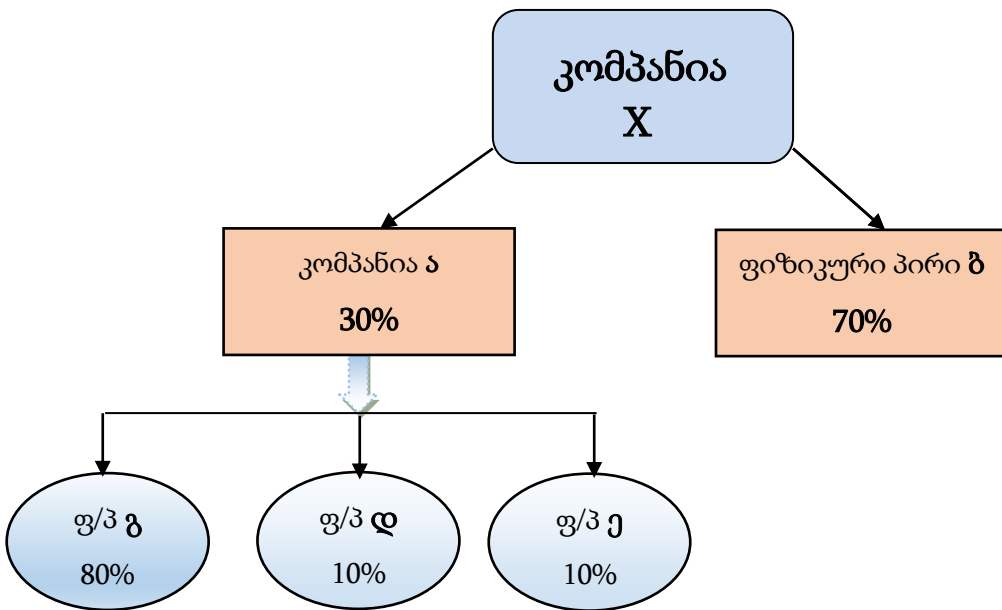 კომპანია
X
კომპანია ა
30%
ფიზიკური პირი ბ
70%
ფ/პ გ
80%
ფ/პ დ
10%
ფ/პ ე
10%